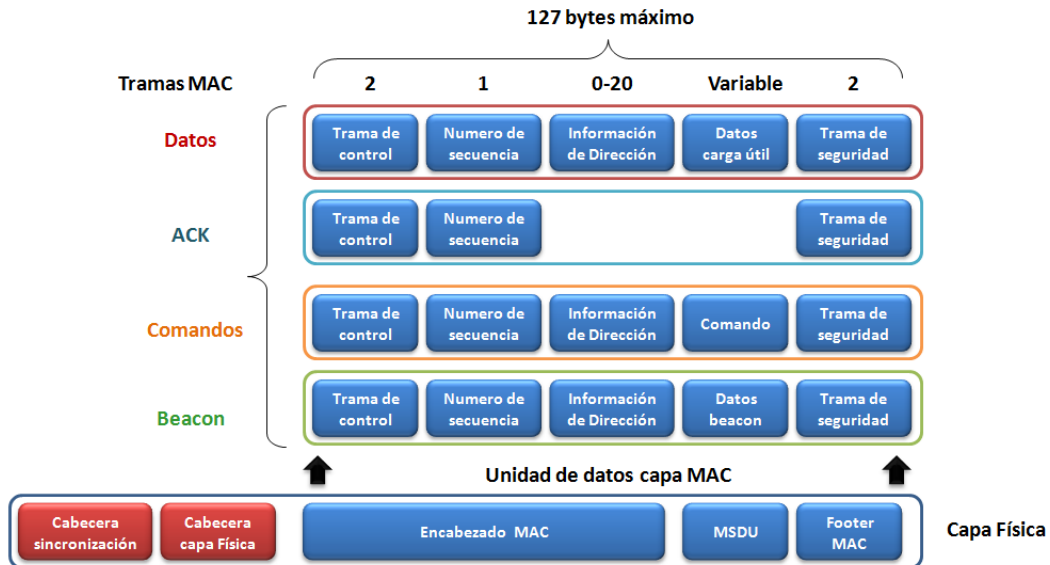 127 bytes máximo
Tramas MAC
2
1
0-20
Variable
2
Datos
Trama de
control
Numero de
secuencia
Información
de Dirección
Datos
carga útil
Trama de
seguridad
ACK
Trama de
control
Numero de
secuencia
Trama de
seguridad
Comandos
Trama de
control
Numero de
secuencia
Información
de Dirección
Comando
Trama de
seguridad
Beacon
Trama de
control
Numero de
secuencia
Información
de Dirección
Datos
beacon
Trama de
seguridad
Unidad de datos capa MAC
Cabecera
sincronización
Cabecera
capa Física
Encabezado MAC
MSDU
Footer
MAC
Capa Física